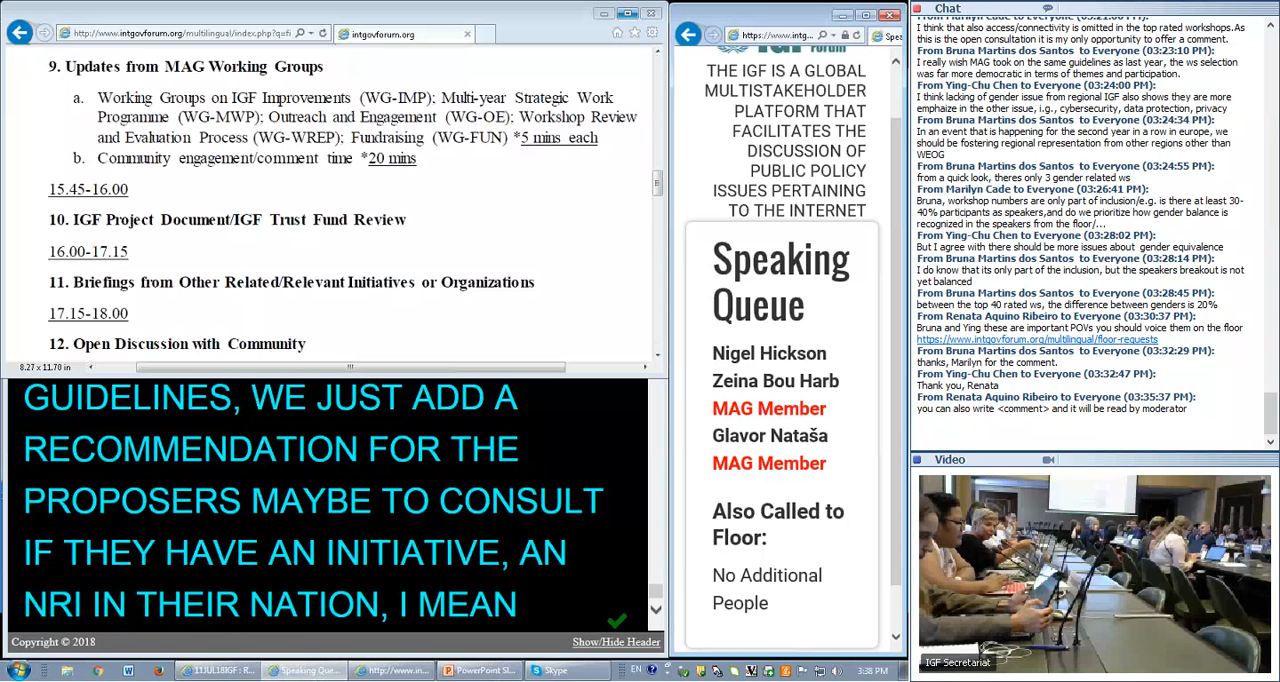 http://www.intgovforum.org/multilingual/index.php?q=fi
intgovforum.org
9. Updates from MAG Working Groups
a. Working Groups on IGF Improvements (WG-IMP); Multi-year Strategic Work
Programme (WG-MWP); Outreach and Engagement (WG-OE); Workshop Review
and Evaluation Process (WG-WREP); Fundraising (WG-FUN) *5 mins each
b. Community engagement/comment time *20 mins
15.45-16.00
10. IGF Project Document/IGF Trust Fund Review
16.00-17.15
11. Briefings from Other Related/Relevant Initiatives or Organizations
17.15-18.00
12. Open Discussion with Community
8.27 x 11.70 in
GUIDELINES, WE JUST ADD A
RECOMMENDATION FOR THE
PROPOSERS MAYBE TO CONSULT
IF THEY HAVE AN INITIATIVE, AN
NRI IN THEIR NATION, I MEAN
Copyright © 2018
Show/Hide Header
https://www.intg...
Spe
Forum
THE IGF IS A GLOBAL
MULTISTAKEHOLDER
PLATFORM THAT
FACILITATES THE
DISCUSSION OF
PUBLIC POLICY
ISSUES PERTAINING
TO THE INTERNET
Speaking
Queue
Nigel Hickson
Zeina Bou Harb
MAG Member
Glavor Nataša
MAG Member
Also Called to
Floor:
No Additional
People
Chat
From Marilyn Cade to Everyone (03:21:00 PM):
I think that also access/connectivity is omitted in the top rated workshops.As
this is the open consultation it is my only opportunity to offer a comment.
From Bruna Martins dos Santos to Everyone (03:23:10 PM):
I really wish MAG took on the same guidelines as last year, the ws selection
was far more democratic in terms of themes and participation.
From Ying-Chu Chen to Everyone (03:24:00 PM):
I think lacking of gender issue from regional IGF also shows they are more
emphaize in the other issue, i.g., cybersecurity, data protection, privacy
From Bruna Martins dos Santos to Everyone (03:24:34 PM):
In an event that is happening for the second year in a row in europe, we
should be fostering regional representation from other regions other than
WEOG
From Bruna Martins dos Santos to Everyone (03:24:55 PM):
from a quick look, theres only 3 gender related ws
From Marilyn Cade to Everyone (03:26:41 PM):
Bruna, workshop numbers are only part of inclusion/e.g. is there at least 30-
40% participants as speakers,and do we prioritize how gender balance is
recognized in the speakers from the floor/...
From Ying-Chu Chen to Everyone (03:28:02 PM):
But I agree with there should be more issues about gender equivalence
From Bruna Martins dos Santos to Everyone (03:28:14 PM):
I do know that its only part of the inclusion, but the speakers breakout is not
yet balanced
From Bruna Martins dos Santos to Everyone (03:28:45 PM):
between the top 40 rated ws, the difference between genders is 20%
From Renata Aquino Ribeiro to Everyone (03:30:37 PM):
Bruna and Ying these are important POVs you should voice them on the floor
https://www.intgovforum.org/multilingual/floor-requests
From Bruna Martins dos Santos to Everyone (03:32:29 PM):
thanks, Marilyn for the comment.
From Ying-Chu Chen to Everyone (03:32:47 PM):
Thank you, Renata
From Renata Aquino Ribeiro to Everyone (03:35:37 PM):
you can also write <comment> and it will be read by moderator
Video
IGF Secretariat
11JUL18IGF : R...
Speaking Que...
http://www.in...
PowerPoint Sl...
Skype
EN
3:38 PM